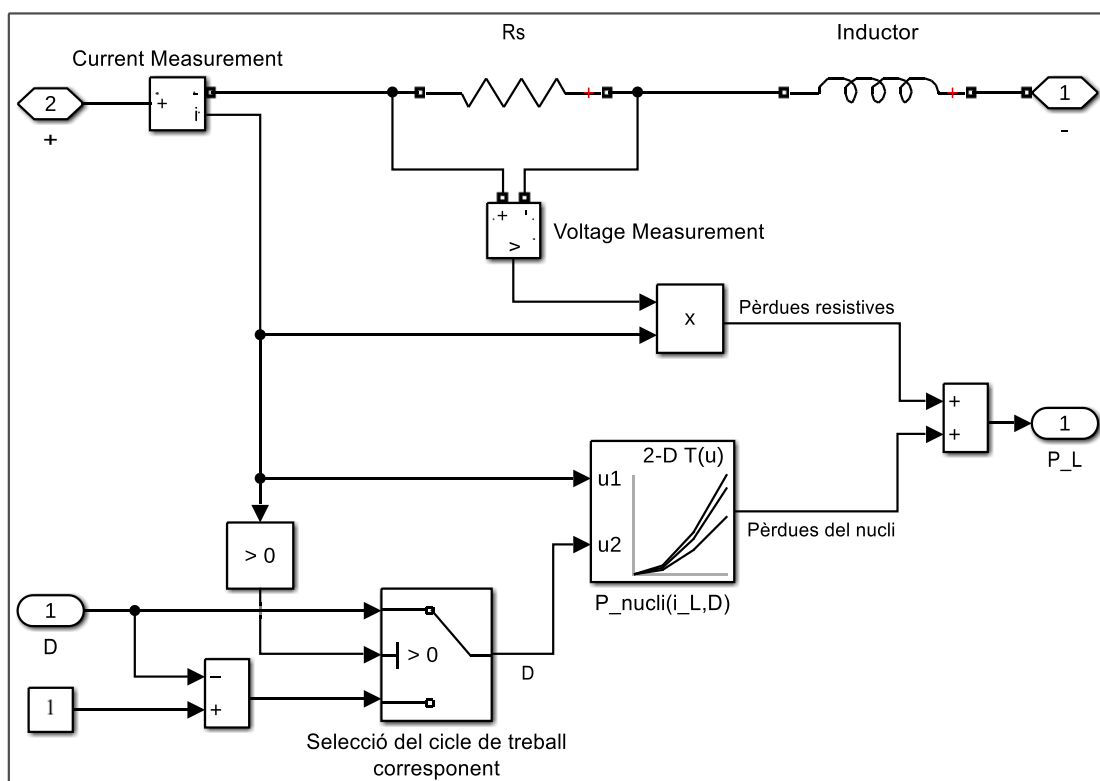 Rs
Inductor
Current Measurement
2
+
-
i
+
1
-
+
-
Voltage Measurement
>
x
Pèrdues resistives
+
+
1
P_L
2-D T(u)
u1
u2
Pèrdues del nucli
P_nucli(i_L,D)
> 0
1
D
> 0
D
−
+
1
Selecció del cicle de treball
corresponent